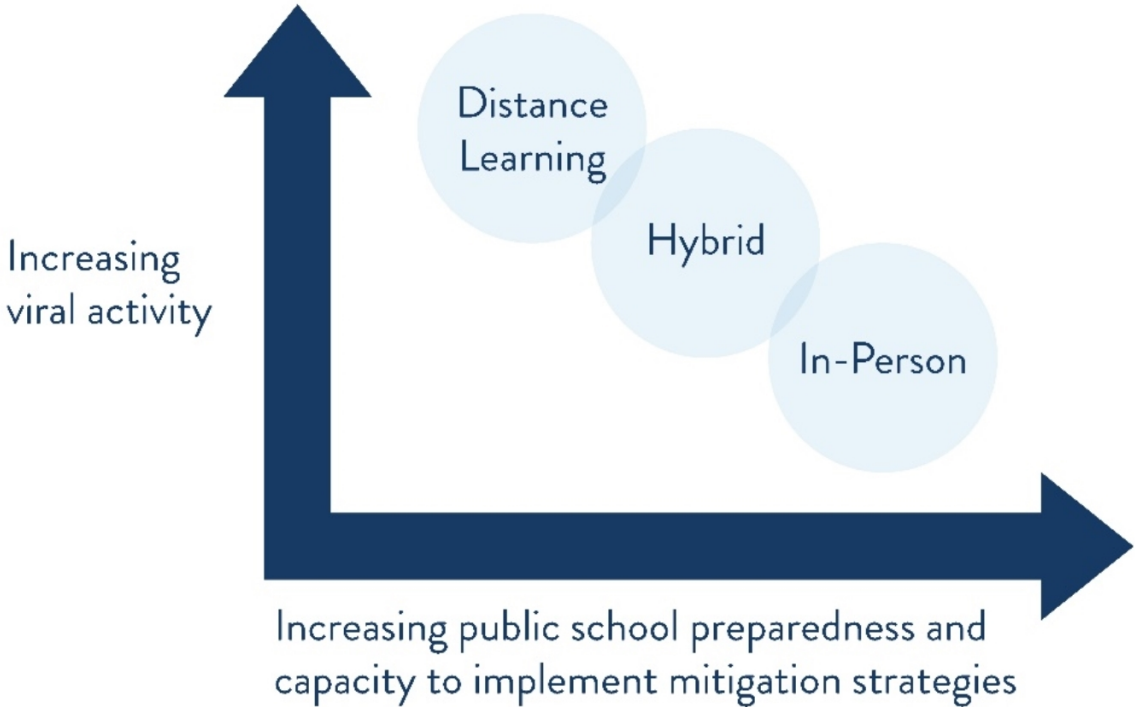 Distance
Learning
Hybrid
Increasing
viral activity
In-Person
Increasing public school preparedness and
capacity to implement mitigation strategies